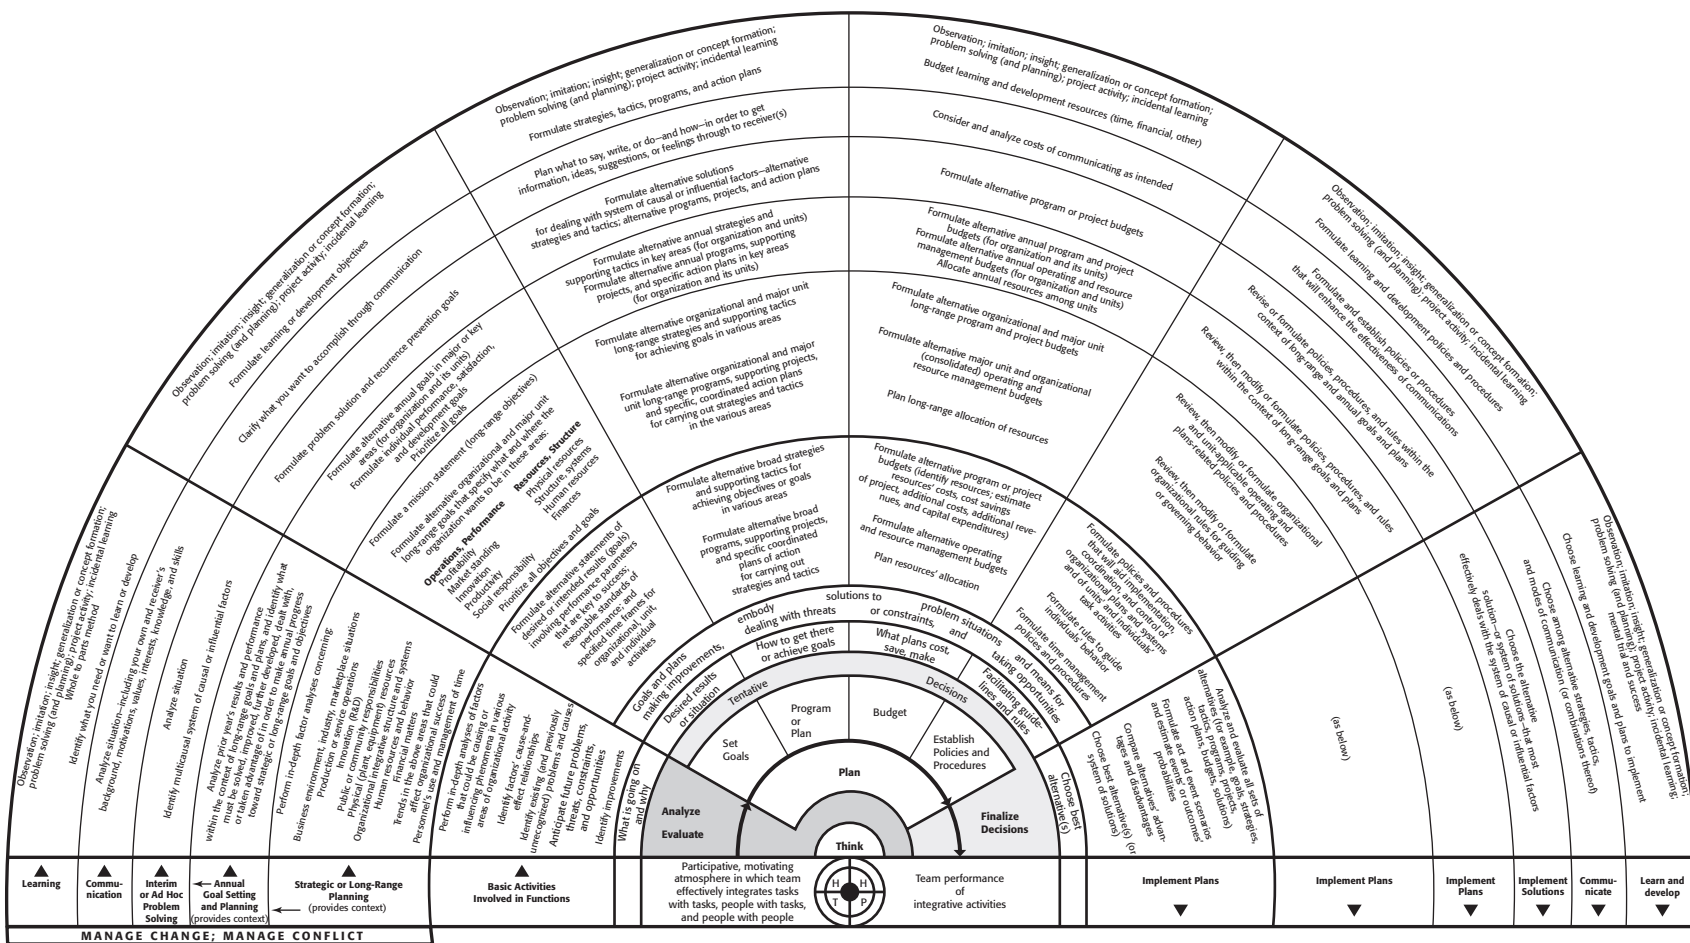 Observation; imitation; insight; generalization or concept formation;
problem solving (and planning); project activity; incidental learning
Whole to parts method
Identify what you need or want to learn or develop
Analyze situation—including your own and receiver's
background, motivations, values, interests, knowledge, and skills
Analyze situation
Identify multicausal system of causal or influential factors
Analyze prior year's results and performance
within the context of long-range goals and plans, and identify what
must be solved, improved, further developed, dealt with,
or taken advantage of in order to make annual progress
toward strategic or long-range goals and objectives
Perform in-depth factor analyses concerning:
Business environment, industry, marketplace situations
Production or service operations
Innovation (R&D)
Public or community responsibilities
Physical (plant, equipment) resources
Organizational integrative structure and systems
Human resources and behavior
Financial matters
Trends in the above areas that could
affect organizational success
Personnel's use and management of time
Perform in-depth analyses of factors
that could be causing or
influencing phenomena in various
areas of organizational activity
Identify factors' cause-and-
effect relationships
Identify existing (and previously
unrecognized) problems and causes
Anticipate future problems,
threats, constraints,
and opportunities
Identify improvements
What is going on
and why
Analyze
Evaluate
Observation; imitation; insight; generalization or concept formation;
problem solving (and planning); project activity; incidental learning
Formulate learning or development objectives
Clarify what you want to accomplish through communication
Formulate problem solution and recurrence prevention goals
Formulate alternative annual goals in major or key
areas (for organization and its units)
Formulate individual performance, satisfaction,
and development goals
Prioritize all goals
Formulate a mission statement (long-range objectives)
Formulate alternative organizational and major unit
long-range goals that specify what and where the
organization wants to be in these areas:
Operations, Performance
Profitability
Market standing
Innovation
Productivity
Social responsibility
Resources, Structure
Physical resources
Structure, systems
Human resources
Finances
Prioritize all objectives and goals
Formulate alternative statements of
desired or intended results (goals)
involving performance parameters
that are key to success;
reasonable standards of
performance; and
specified time frames for
organizational, unit,
and individual
activities
Goals and plans
making improvements,
Desired results
or situation
Set
Goals
Observation; imitation; insight; generalization or concept formation;
problem solving (and planning); project activity; incidental learning
Formulate strategies, tactics, programs, and action plans
Plan what to say, write, or do—and how—in order to get
information, ideas, suggestions, or feelings through to receiver(s)
Formulate alternative solutions
for dealing with system of causal or influential factors—alternative
strategies and tactics; alternative programs, projects, and action plans
Formulate alternative annual strategies and
supporting tactics in key areas (for organization and units)
Formulate alternative annual programs, supporting
projects, and specific action plans in key areas
(for organization and its units)
Formulate alternative organizational and major unit
long-range strategies and supporting tactics
for achieving goals in various areas
Formulate alternative organizational and major
unit long-range programs, supporting projects,
and specific, coordinated action plans
for carrying out strategies and tactics
in the various areas
Formulate alternative broad strategies
and supporting tactics for
achieving objectives or goals
in various areas
Formulate alternative broad
programs, supporting projects,
and specific coordinated
plans of action
for carrying out
strategies and tactics
embody
solutions to
dealing with threats
How to get there
or achieve goals
Tentative
Program
or
Plan
Observation; imitation; insight; generalization or concept formation;
problem solving (and planning); project activity; incidental learning
Budget learning and development resources (time, financial, other)
Consider and analyze costs of communicating as intended
Formulate alternative program or project budgets
Formulate alternative annual program and project
budgets (for organization and its units)
Formulate alternative annual operating and resource
management budgets (for organization and units)
Allocate annual resources among units
Formulate alternative organizational and major unit
long-range program and project budgets
Formulate alternative major unit and organizational
(consolidated) operating and
resource management budgets
Plan long-range allocation of resources
Formulate alternative program or project
budgets (identify resources; estimate
resources' costs, cost savings
of project, additional costs, additional reve-
nues, and capital expenditures)
Formulate alternative operating
and resource management budgets
Plan resources' allocation
problem situations
or constraints, and
What plans cost,
save, make
Decisions
Budget
Observation; imitation; insight; generalization or concept formation;
problem solving (and planning); project activity; incidental learning
Formulate learning and development policies and procedures
Formulate and establish policies or procedures
that will enhance the effectiveness of communications
Revise or formulate policies, procedures, and rules within the
context of long-range and annual goals and plans
Review, then modify or formulate policies, procedures, and rules
within the context of long-range goals and plans
Review, then modify or formulate organizational
and unit-applicable operating and
plans-related policies and procedures
Review, then modify or formulate
organizational rules for guiding
or governing behavior
Formulate policies and procedures
that will aid implementation,
coordination, and control of
organizational plans and systems
and of units' and individuals'
task activities
Formulate rules to guide
individuals' behavior
Formulate time management
policies and procedures
and means for
taking opportunities
Facilitating guide-
lines and rules
Establish
Policies and
Procedures
Observation; imitation; insight; generalization or concept formation;
problem solving (and planning); project activity; incidental learning;
mental trial and success
Choose learning and development goals and plans to implement
Choose among alternative strategies, tactics,
and modes of communication (or combinations thereof)
Choose the alternative
solution—or system of solutions—that most
effectively deals with the system of causal or influential factors
(as below)
(as below)
Analyze and evaluate all sets of
alternatives (for example, goals, strategies,
tactics, programs, projects,
action plans, budgets, solutions)
Formulate ad and event scenarios
and estimate events' or outcomes'
probabilities
Compare alternatives' advan-
tages and disadvantages
Choose best alternative(s) (or
system of solutions)
Choose best
alternative(s)
Finalize
Decisions
Plan
Think
H H
T P
Learning
Commu-
nication
Interim
or Ad Hoc
Problem
Solving
Annual
Goal Setting
and Planning
(provides context)
Strategic or Long-Range
Planning
(provides context)
Basic Activities
Involved in Functions
Participative, motivating
atmosphere in which team
effectively integrates tasks
with tasks, people with tasks,
and people with people
Team performance
of
integrative activities
Implement Plans
Implement Plans
Implement
Plans
Implement
Solutions
Commu-
nicate
Learn and
develop
MANAGE CHANGE; MANAGE CONFLICT